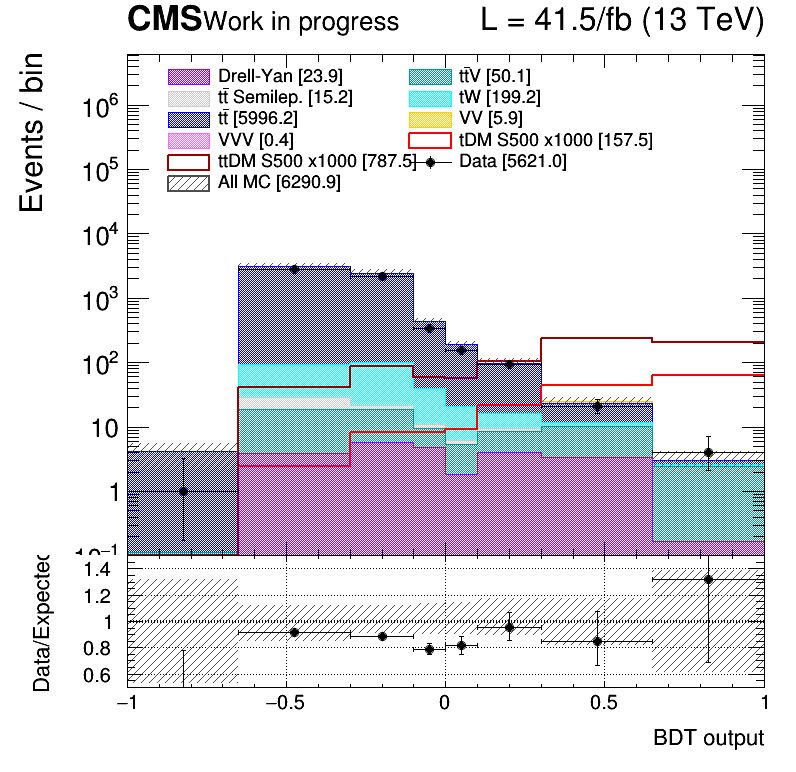 CMS Work in progress L = 41.5/fb (13 TeV)
Events / bin
Drell-Yan [23.9] tt̄V [50.1]
tt̄ Semilep. [15.2] tW [199.2]
tt̄ [5996.2] VV [5.9]
VVV [0.4] tDM S500 x1000 [157.5]
ttDM S500 x1000 [787.5] Data [5621.0]
All MC [6290.9]
10⁶
10⁵
10⁴
10³
10²
10
1
10⁻¹
Data/Expected
1.4
1.2
1
0.8
0.6
−1 −0.5 0 0.5 1
BDT output